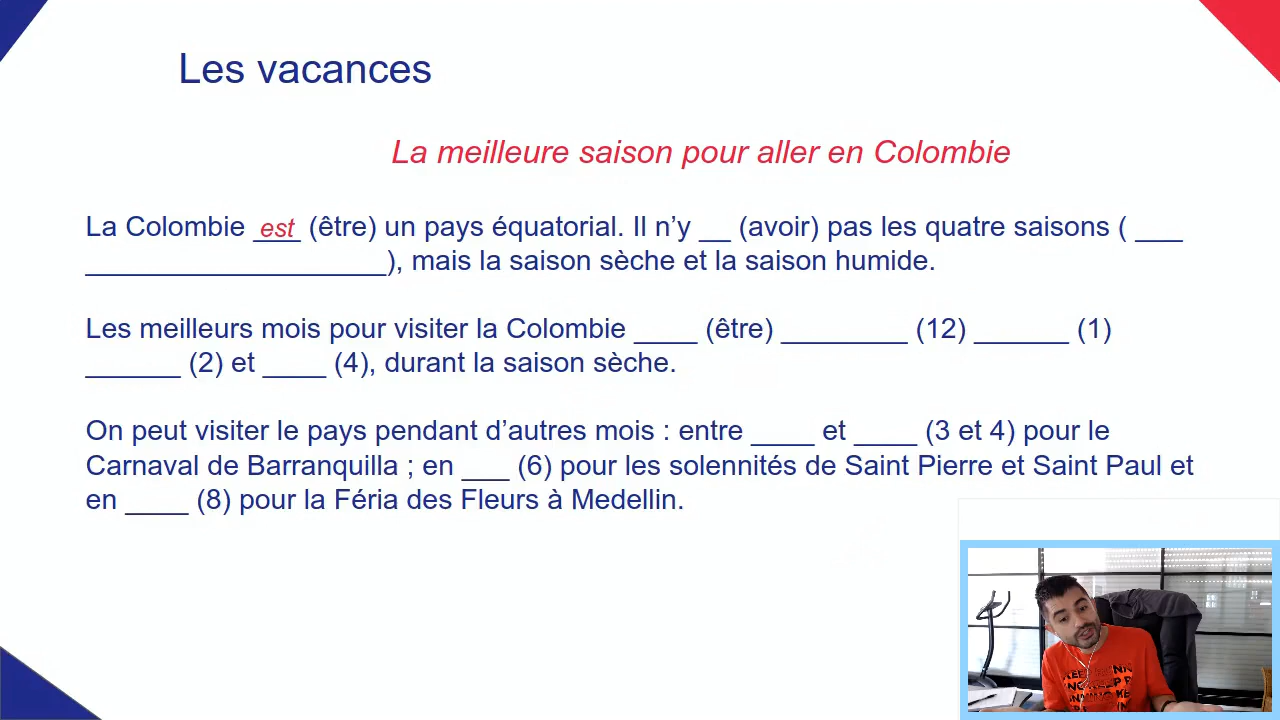 Les vacances
La meilleure saison pour aller en Colombie
La Colombie est (être) un pays équatorial. Il n’y __ (avoir) pas les quatre saisons ( ___
___________________), mais la saison sèche et la saison humide.
Les meilleurs mois pour visiter la Colombie ____ (être) ________ (12) ______ (1)
______ (2) et ____ (4), durant la saison sèche.
On peut visiter le pays pendant d’autres mois : entre ____ et ____ (3 et 4) pour le
Carnaval de Barranquilla ; en ___ (6) pour les solennités de Saint Pierre et Saint Paul et
en ____ (8) pour la Féria des Fleurs à Medellin.